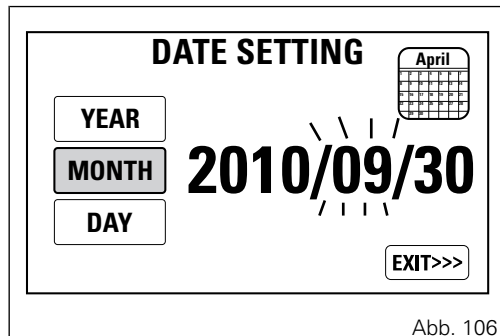 DATE SETTING
April
YEAR
MONTH
DAY
2010/09/30
EXIT>>>
Abb. 106